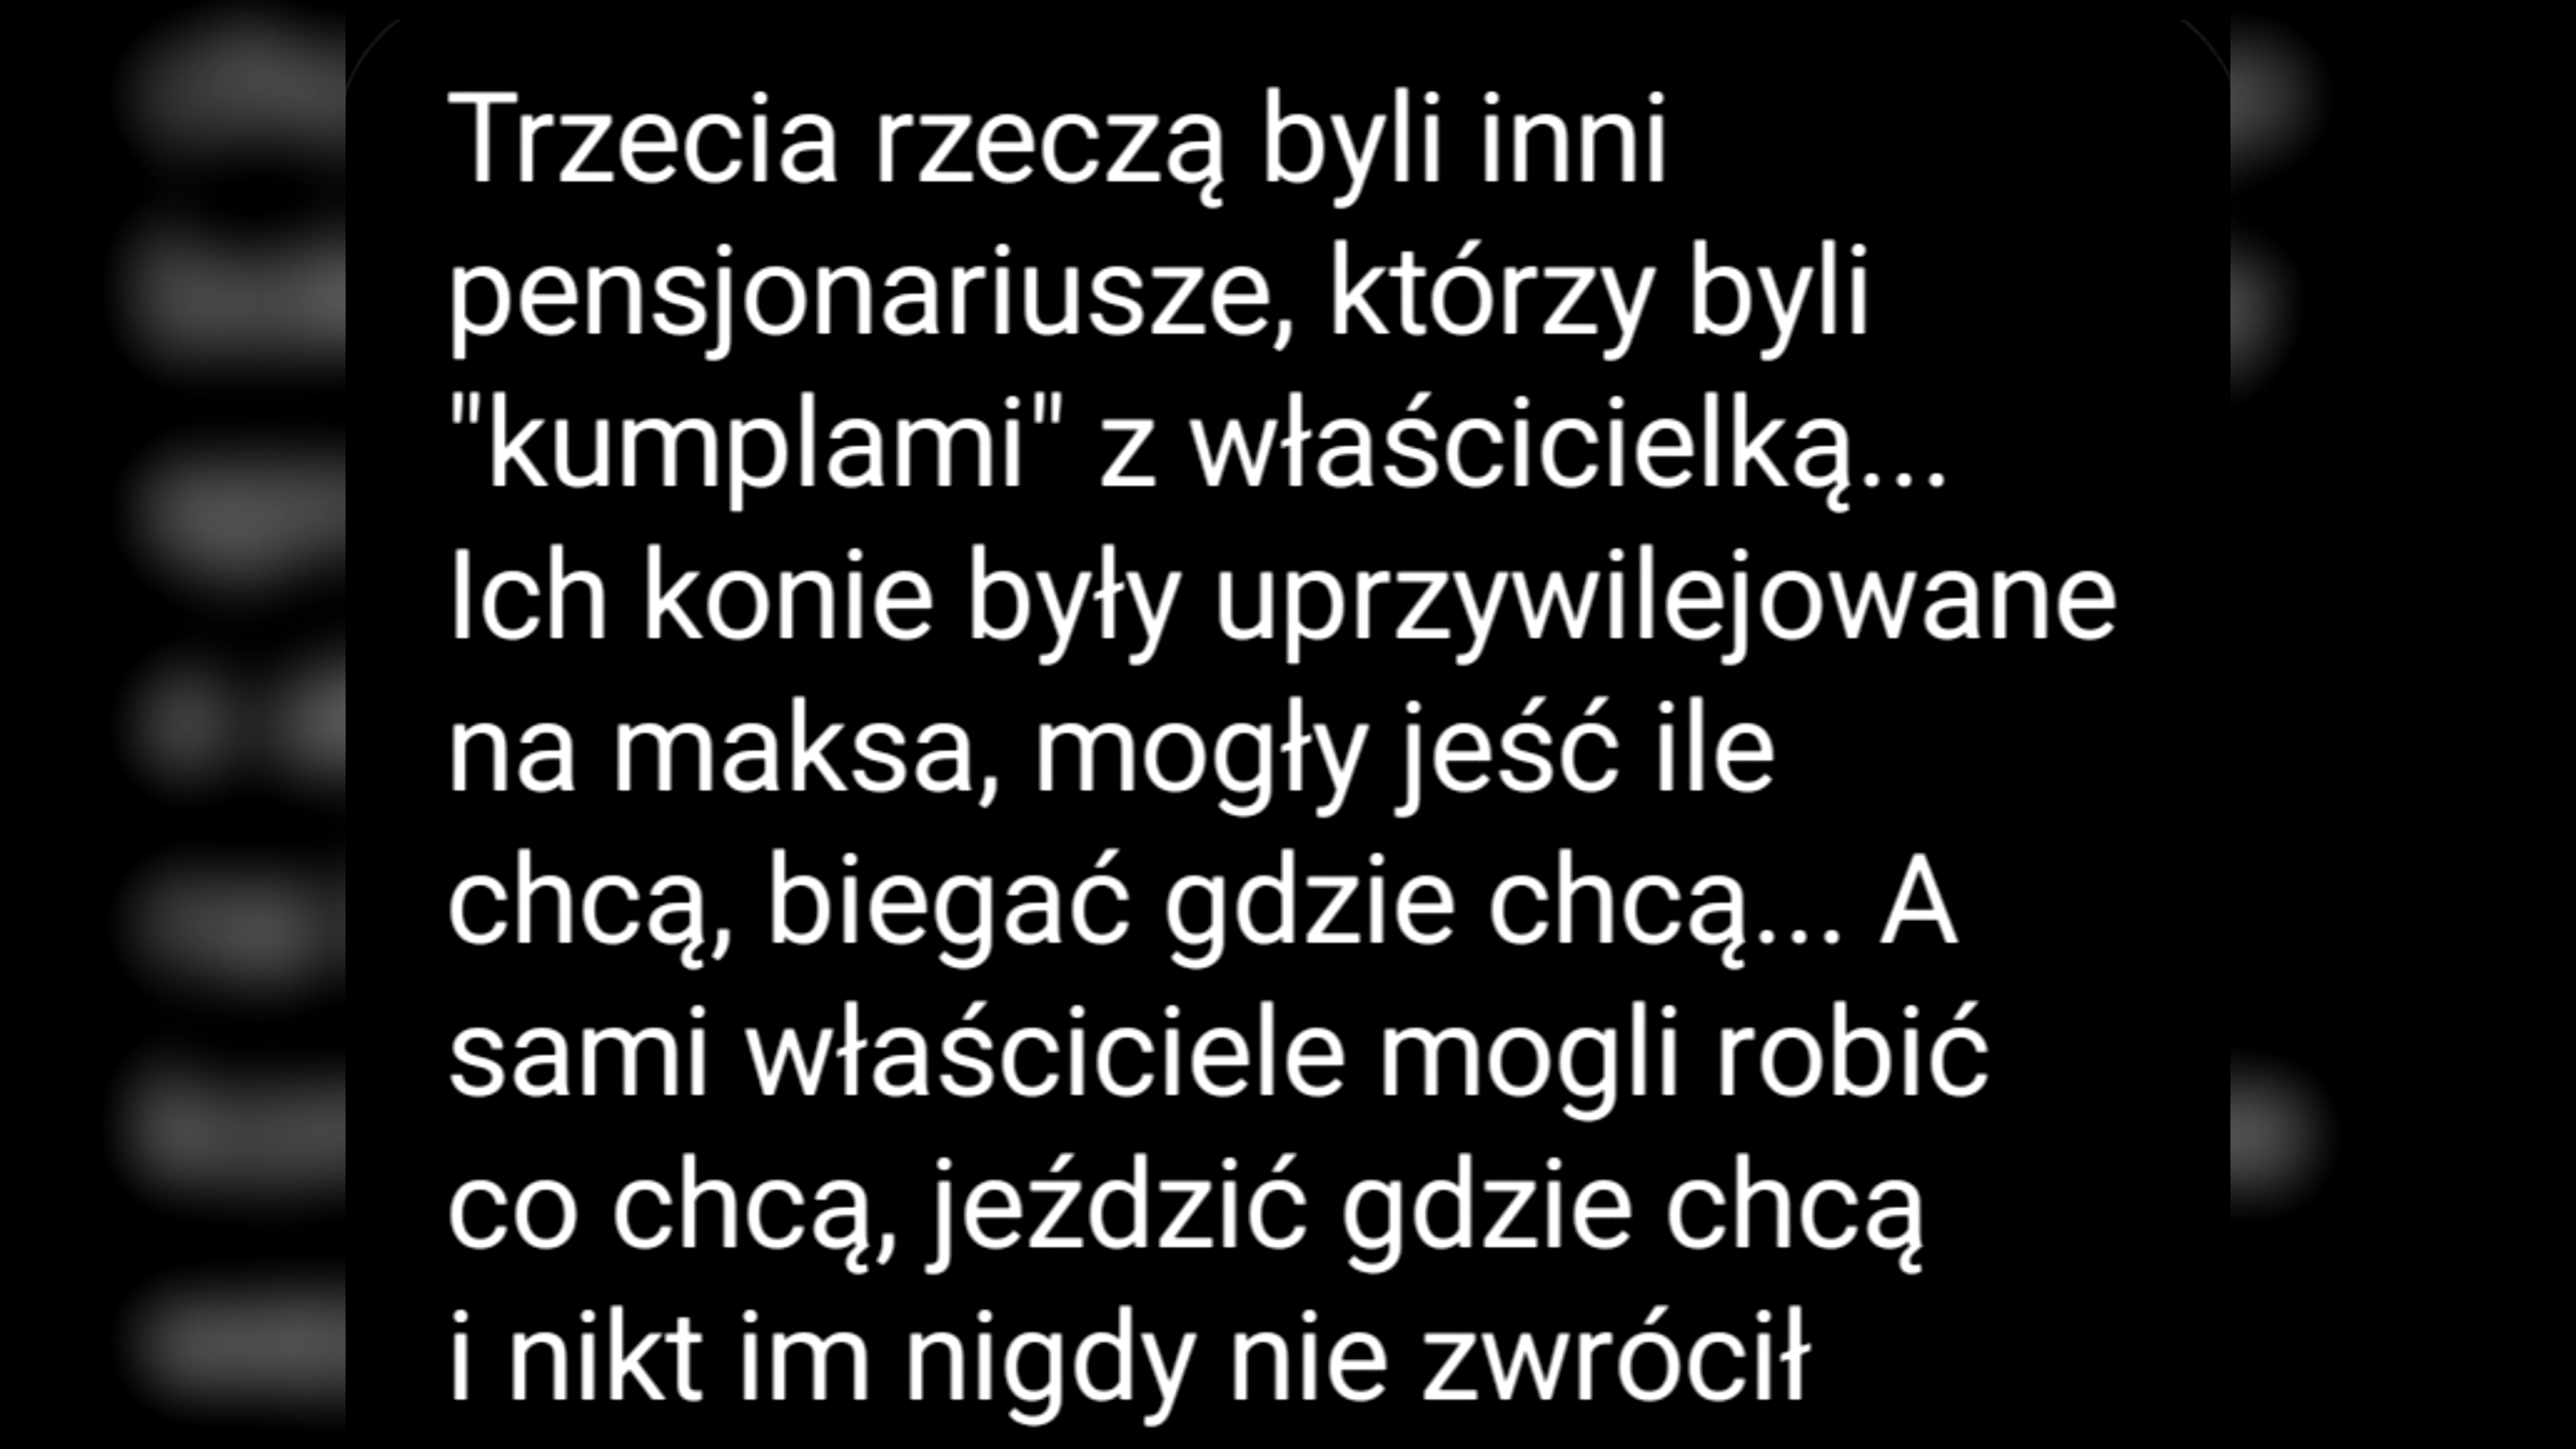 Trzecia rzeczą byli inni
pensjonariusze, którzy byli
"kumplami" z właścicielką...
Ich konie były uprzywilejowane
na maksa, mogły jeść ile
chcą, biegać gdzie chcą... A
sami właściciele mogli robić
co chcą, jeździć gdzie chcą
i nikt im nigdy nie zwrócił